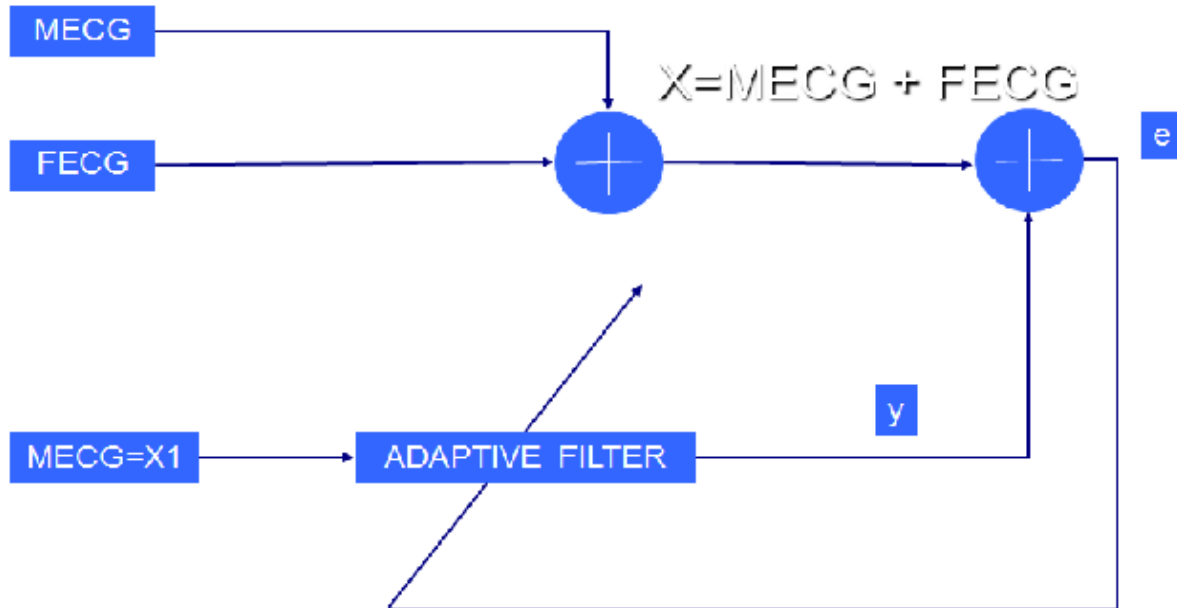 MECG
X=MECG + FECG
FECG
e
y
MECG=X1
ADAPTIVE FILTER